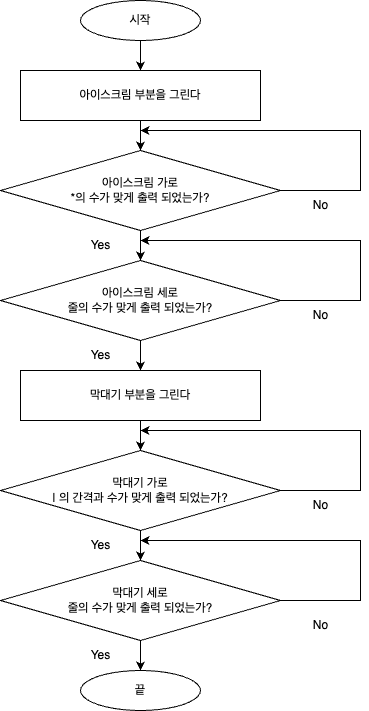 시작
아이스크림 부분을 그린다
아이스크림 가로
*의 수가 맞게 출력 되었는가?
No
Yes
아이스크림 세로
줄의 수가 맞게 출력 되었는가?
No
Yes
막대기 부분을 그린다
막대기 가로
| 의 간격과 수가 맞게 출력 되었는가?
No
Yes
막대기 세로
줄의 수가 맞게 출력 되었는가?
No
Yes
끝